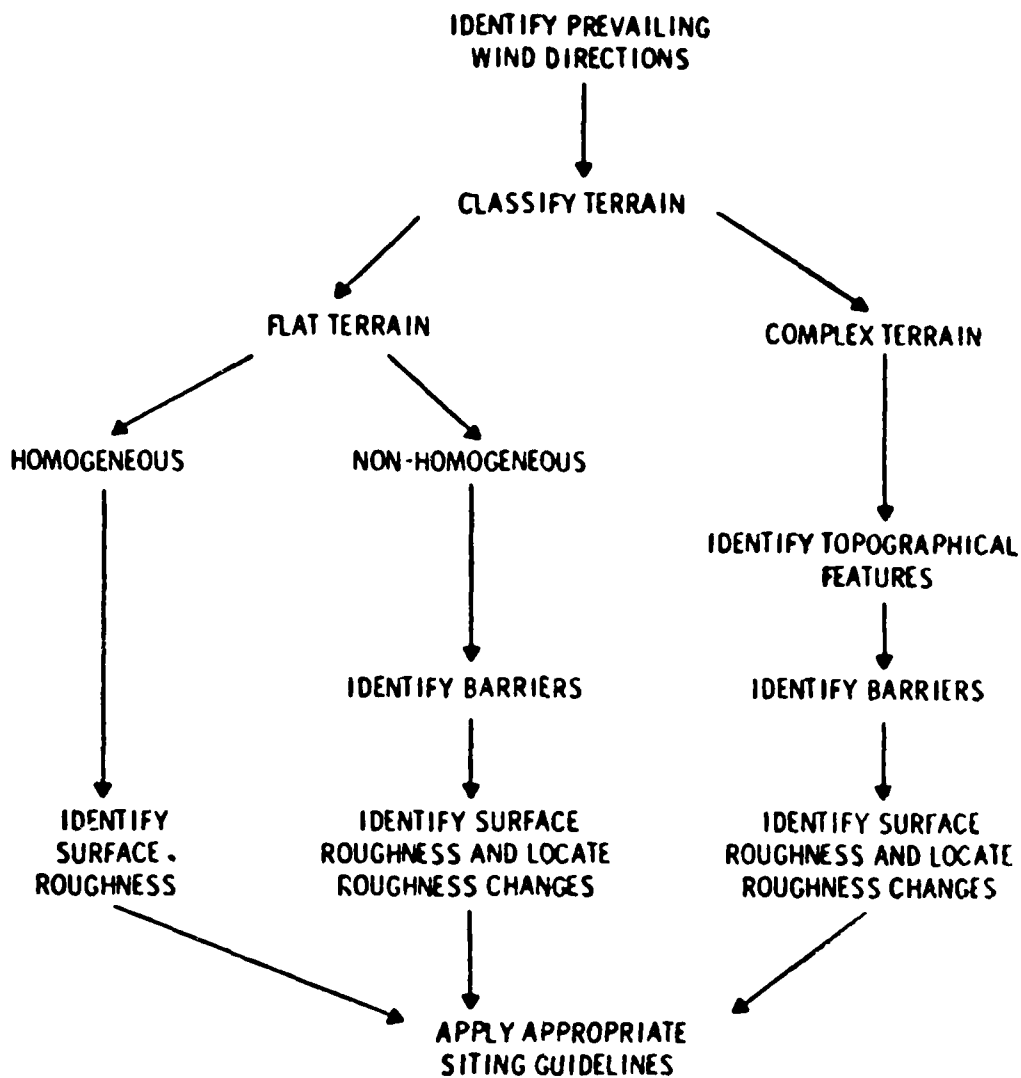 IDENTIFY PREVAILING
WIND DIRECTIONS
CLASSIFY TERRAIN
FLAT TERRAIN
COMPLEX TERRAIN
HOMOGENEOUS
NON-HOMOGENEOUS
IDENTIFY TOPOGRAPHICAL
FEATURES
IDENTIFY BARRIERS
IDENTIFY BARRIERS
IDENTIFY
SURFACE.
ROUGHNESS
IDENTIFY SURFACE
ROUGHNESS AND LOCATE
ROUGHNESS CHANGES
IDENTIFY SURFACE
ROUGHNESS AND LOCATE
ROUGHNESS CHANGES
APPLY APPROPRIATE
SITING GUIDELINES